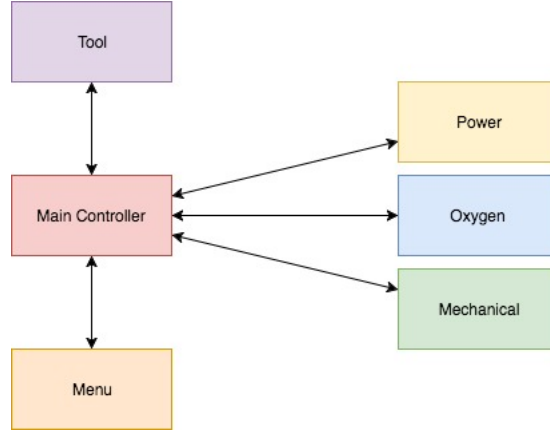 Tool
Power
Main Controller
Oxygen
Mechanical
Menu